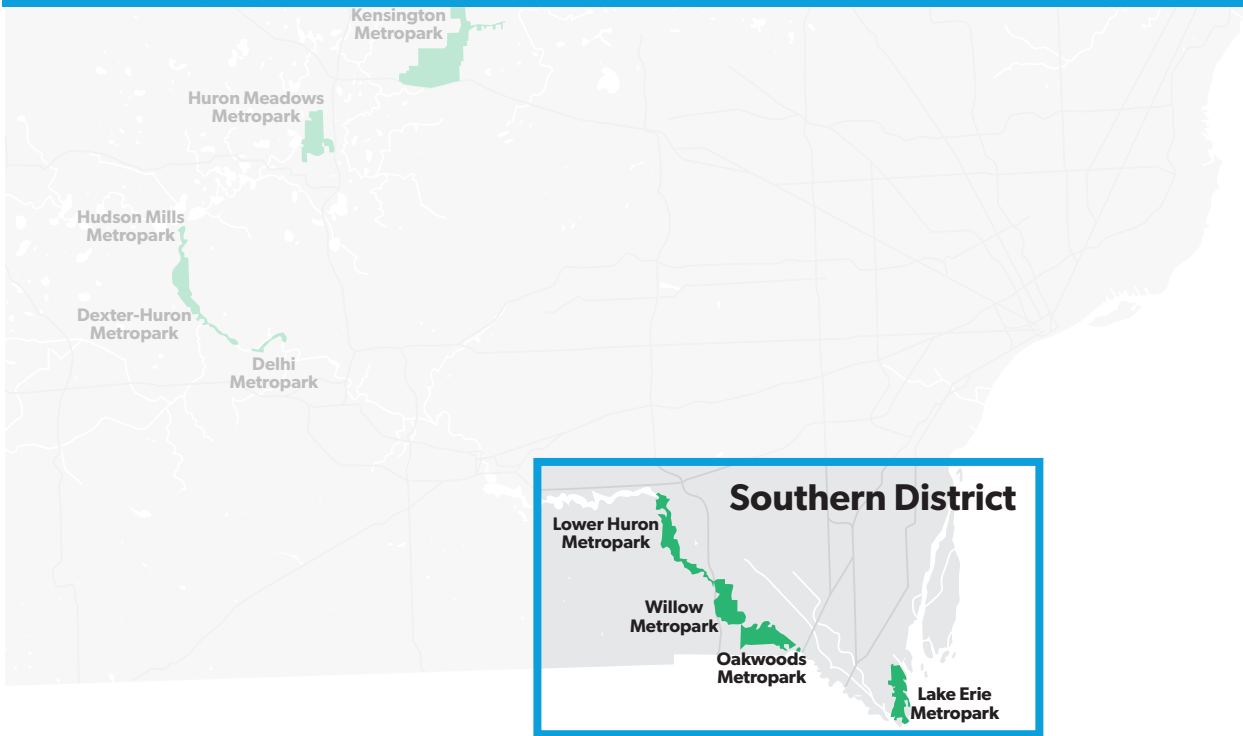 Kensington
Metropark
Huron Meadows
Metropark
Hudson Mills
Metropark
Dexter-Huron
Metropark
Delhi
Metropark
Southern District
Lower Huron
Metropark
Willow
Metropark
Oakwoods
Metropark
Lake Erie
Metropark